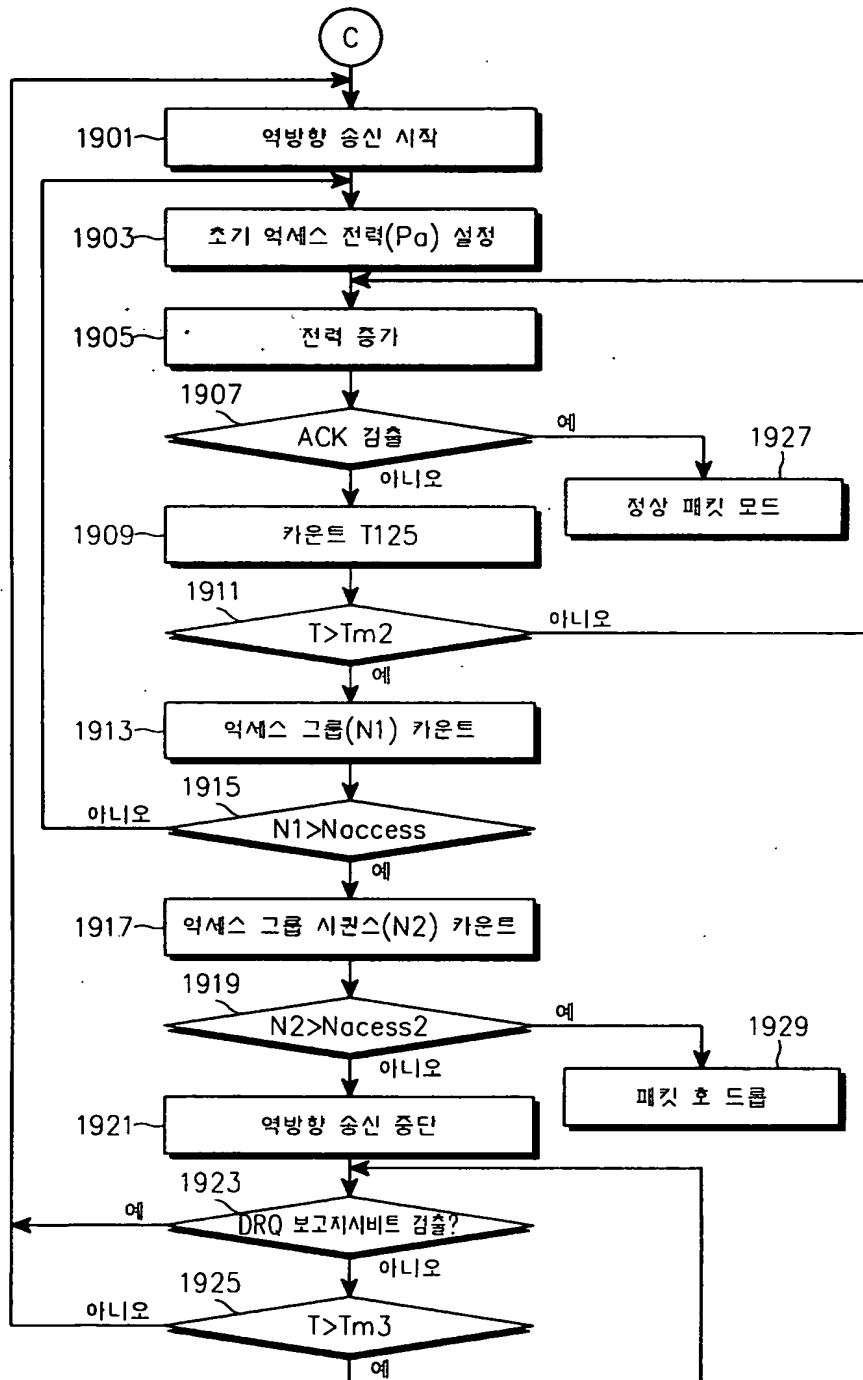 C
1901
역방향 송신 시작
1903
초기 억세스 전력(Pa) 설정
1905
전력 증가
1907
ACK 검출
예
아니오
1927
정상 패킷 모드
1909
카운트 T125
1911
T>Tm2
아니오
예
1913
억세스 그룹(N1) 카운트
1915
아니오
N1>Naccess
예
1917
억세스 그룹 시퀀스(N2) 카운트
1919
N2>Nacess2
예
아니오
1929
패킷 호 드롭
1921
역방향 송신 중단
1923
예
DRQ 보고지시비트 검출?
아니오
1925
아니오
T>Tm3
예